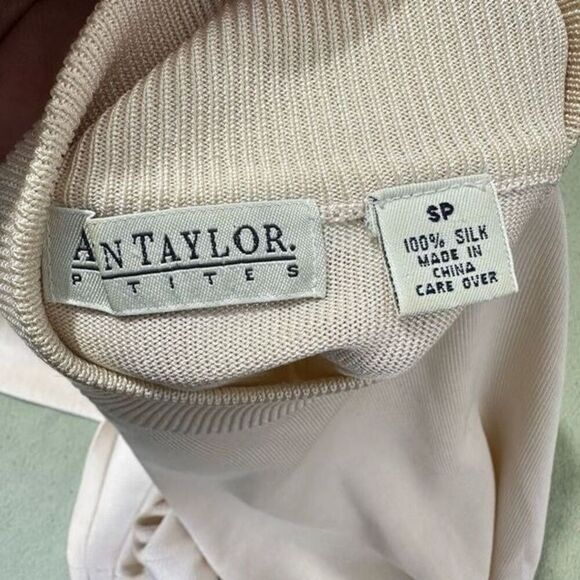 AN TAYLOR.
P TITES
SP
100% SILK
MADE IN
CHINA
CARE OVER